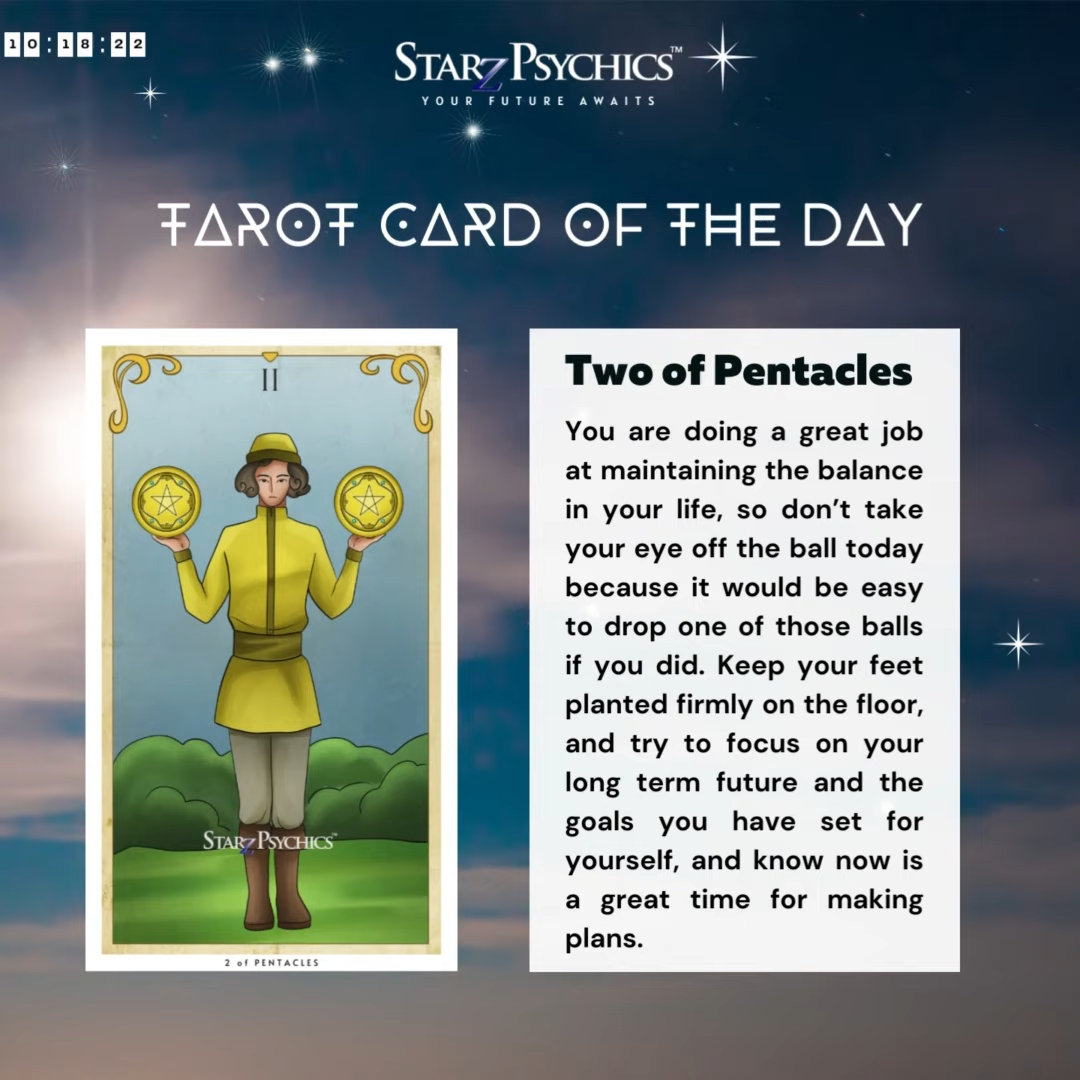 10:18:22
STARZ PSYCHICS™
YOUR FUTURE AWAITS
TAROT CARD OF THE DAY
II
STARZ PSYCHICS™
2 of PENTACLES
Two of Pentacles
You are doing a great job
at maintaining the balance
in your life, so don’t take
your eye off the ball today
because it would be easy
to drop one of those balls
if you did. Keep your feet
planted firmly on the floor,
and try to focus on your
long term future and the
goals you have set for
yourself, and know now is
a great time for making
plans.